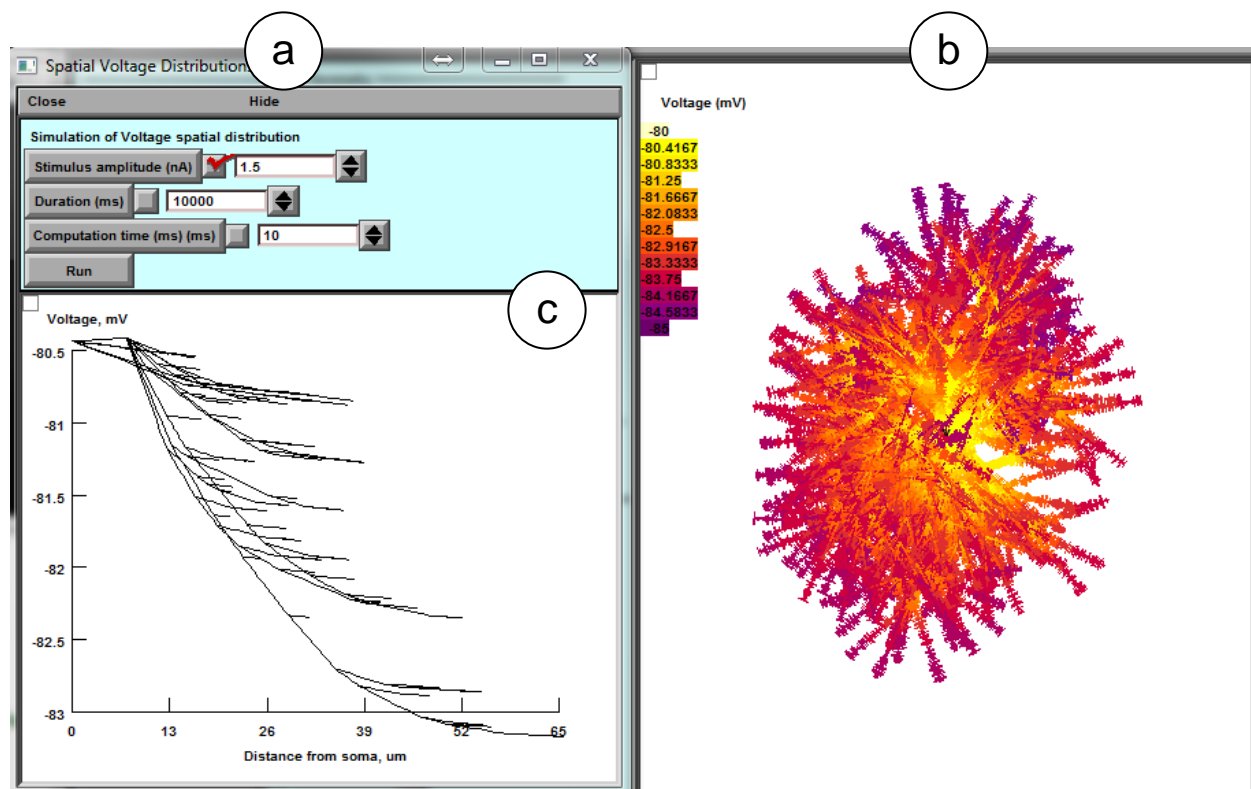 a
b
Spatial Voltage Distribution
Close Hide
Simulation of Voltage spatial distribution
Stimulus amplitude (nA) 1.5
Duration (ms) 10000
Computation time (ms) (ms) 10
Run
c
Voltage, mV
-80.5
-81
-81.5
-82
-82.5
-83
0 13 26 39 52 65
Distance from soma, um
Voltage (mV)
-80
-80.4167
-80.8333
-81.25
-81.6667
-82.0833
-82.5
-82.9167
-83.3333
-83.75
-84.1667
-84.5833
-85